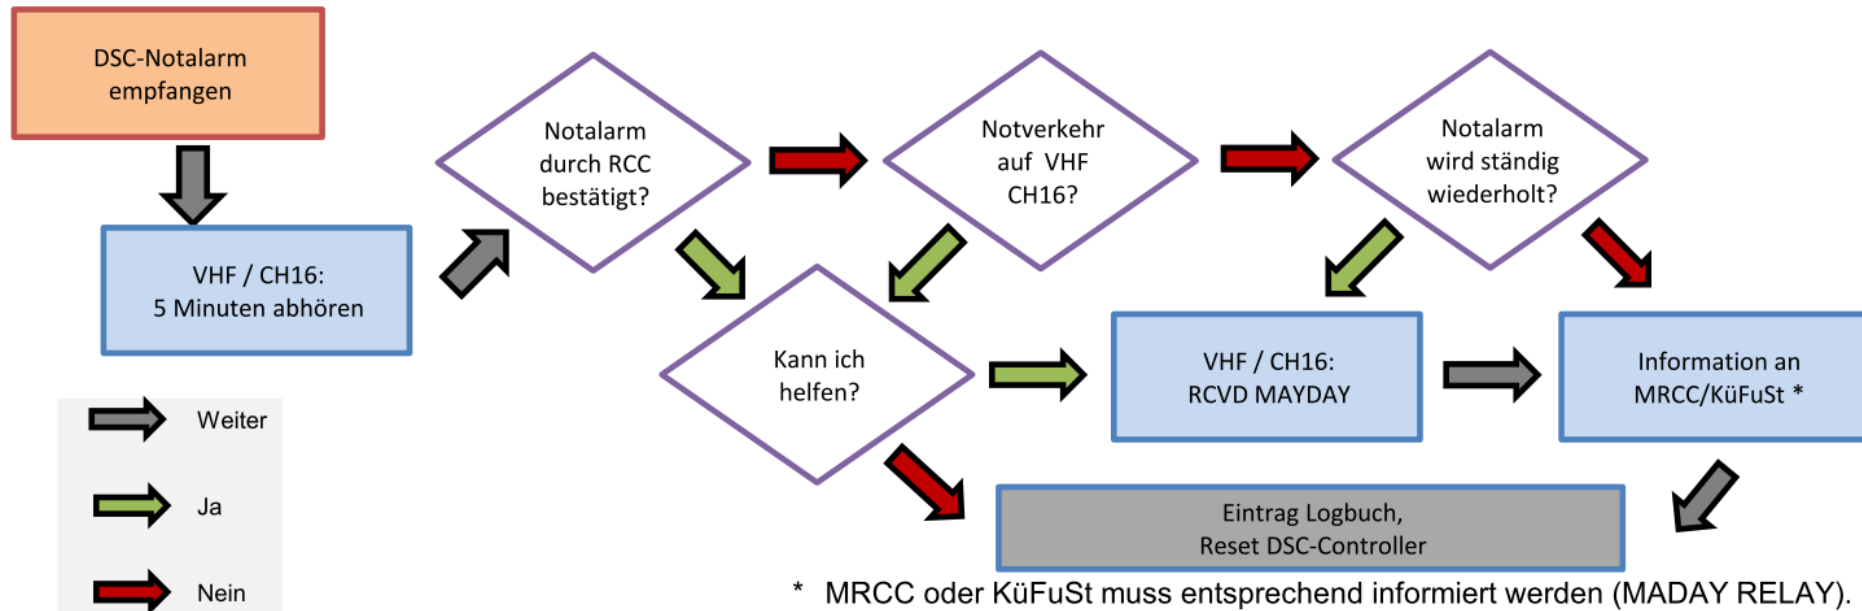 DSC-Notalarm
empfangen
VHF / CH16:
5 Minuten abhören
Notalarm
durch RCC
bestätigt?
Notverkehr
auf VHF
CH16?
Notalarm
wird ständig
wiederholt?
Kann ich
helfen?
VHF / CH16:
RCVD MAYDAY
Information an
MRCC/KüFuSt *
Eintrag Logbuch,
Reset DSC-Controller
Weiter
Ja
Nein
* MRCC oder KüFuSt muss entsprechend informiert werden (MADAY RELAY).